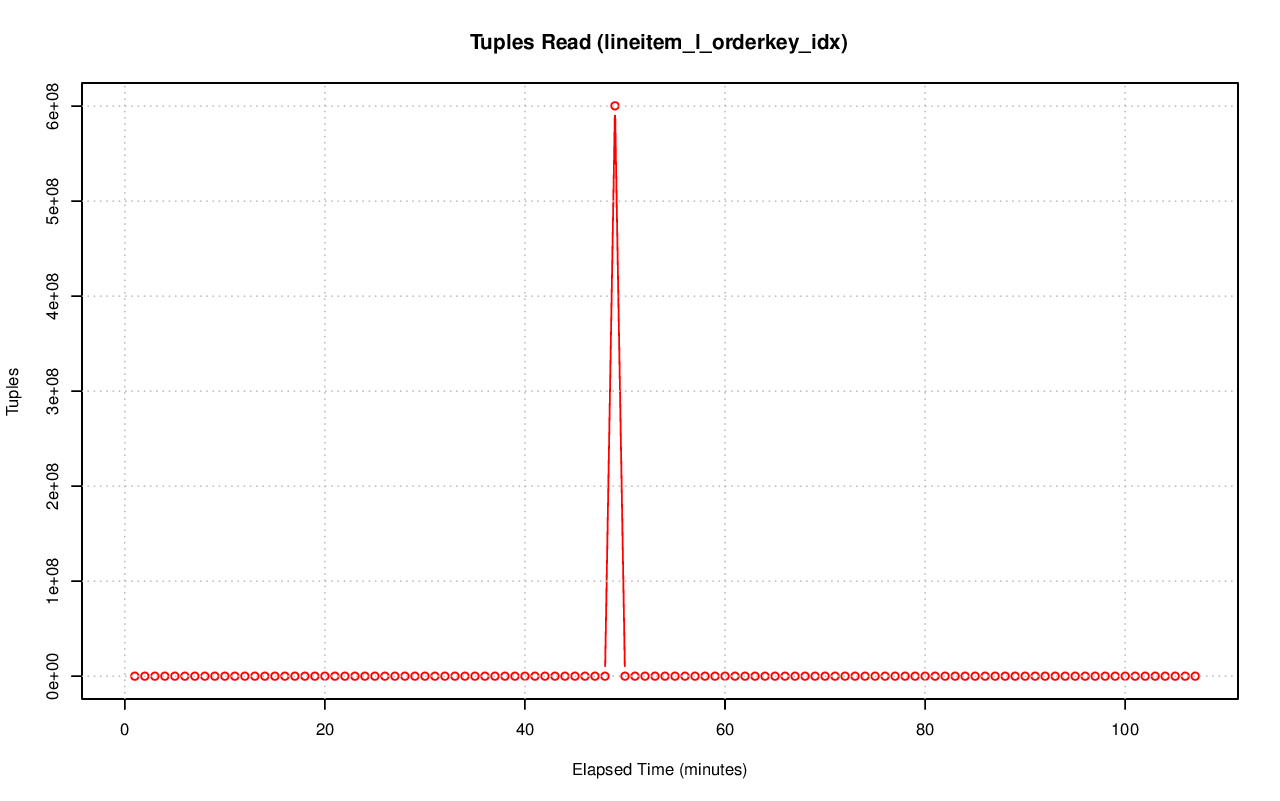 Tuples Read (lineitem_l_orderkey_idx)
6e+08
5e+08
4e+08
3e+08
2e+08
1e+08
0e+00
Tuples
0 20 40 60 80 100
Elapsed Time (minutes)